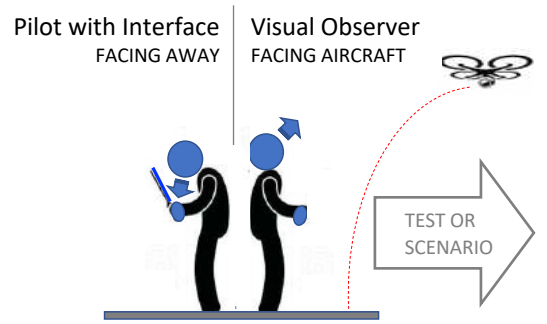 Pilot with Interface
FACING AWAY
Visual Observer
FACING AIRCRAFT
TEST OR
SCENARIO